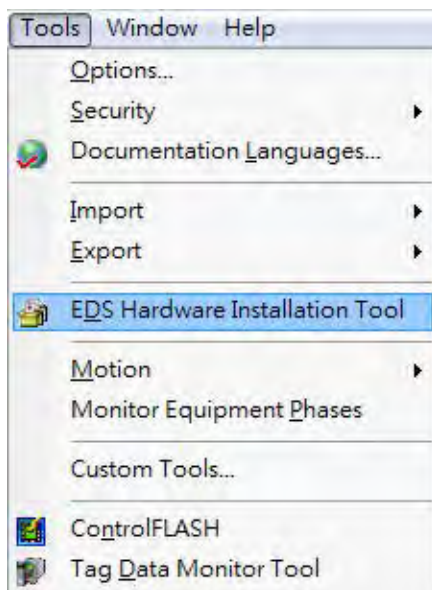 Tools Window Help
Options...
Security
Documentation Languages...
Import
Export
EDS Hardware Installation Tool
Motion
Monitor Equipment Phases
Custom Tools...
ControlFLASH
Tag Data Monitor Tool